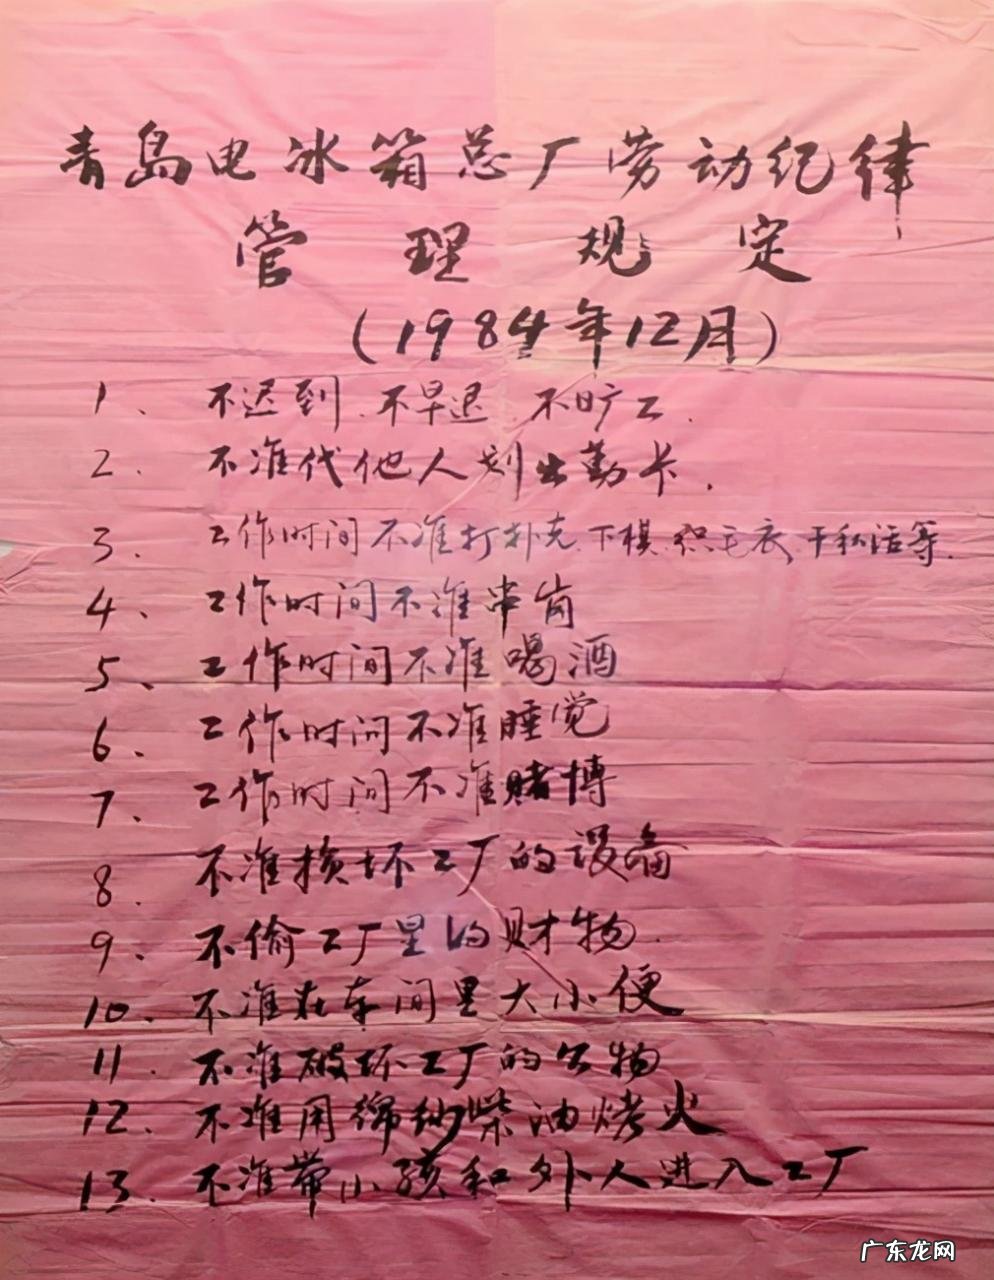 青岛电冰箱总厂劳动纪律
管理规定
(1984年12月)
1、不迟到、不早退、不旷工.
2、不准代他人划出勤卡.
3、工作时间不准打扑克、下棋、织毛衣、干私活等.
4、工作时间不准串岗
5、工作时间不准喝酒
6、工作时间不准睡觉
7、工作时间不准赌博
8、不准损坏工厂的设备
9、不偷工厂里的财物.
10、不准在车间里大小便
11、不准破坏工厂的公物
12、不准用绵纱柴油烤火
13、不准带小孩和外人进入工厂
广东龙网